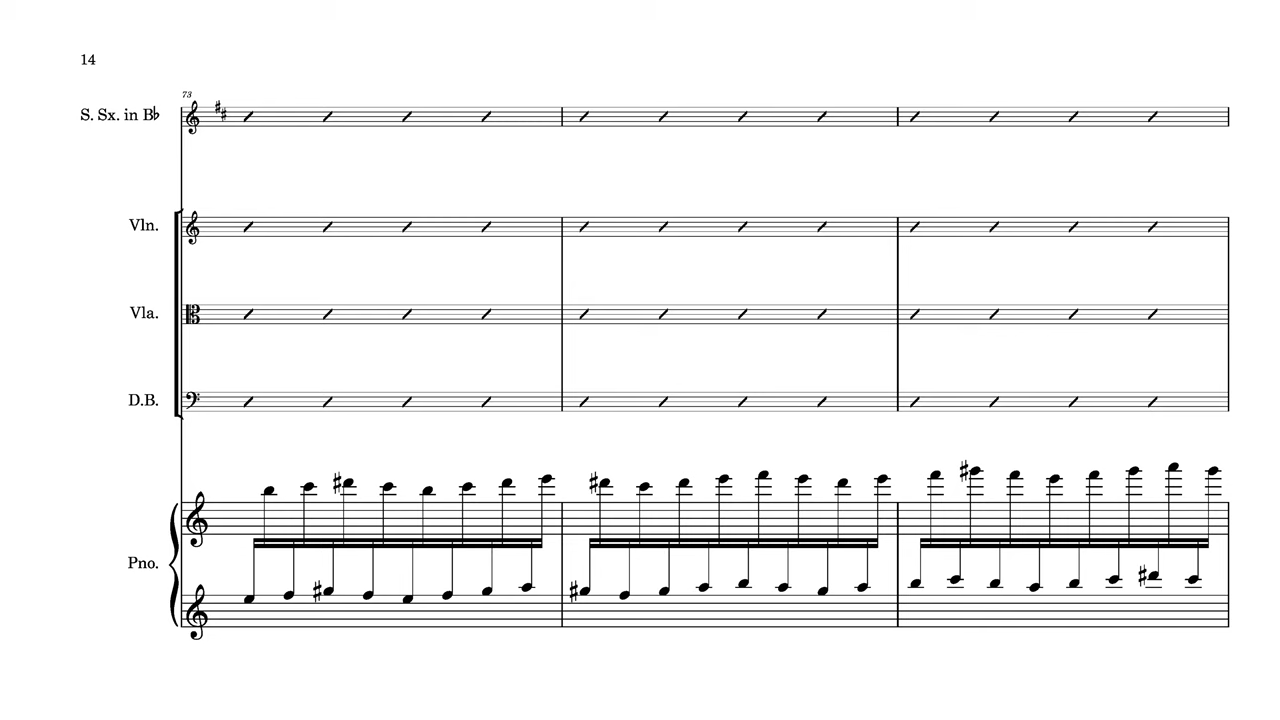 14
73
S. Sx. in B♭
Vln.
Vla.
D.B.
Pno.